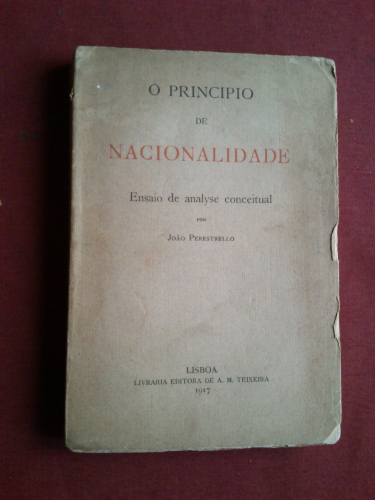 O PRINCIPIO
DE
NACIONALIDADE
Ensaio de analyse conceitual
POR
JOÃO PERESTRELLO
LISBOA
LIVRARIA EDITORA DE A. M. TEIXEIRA
1917